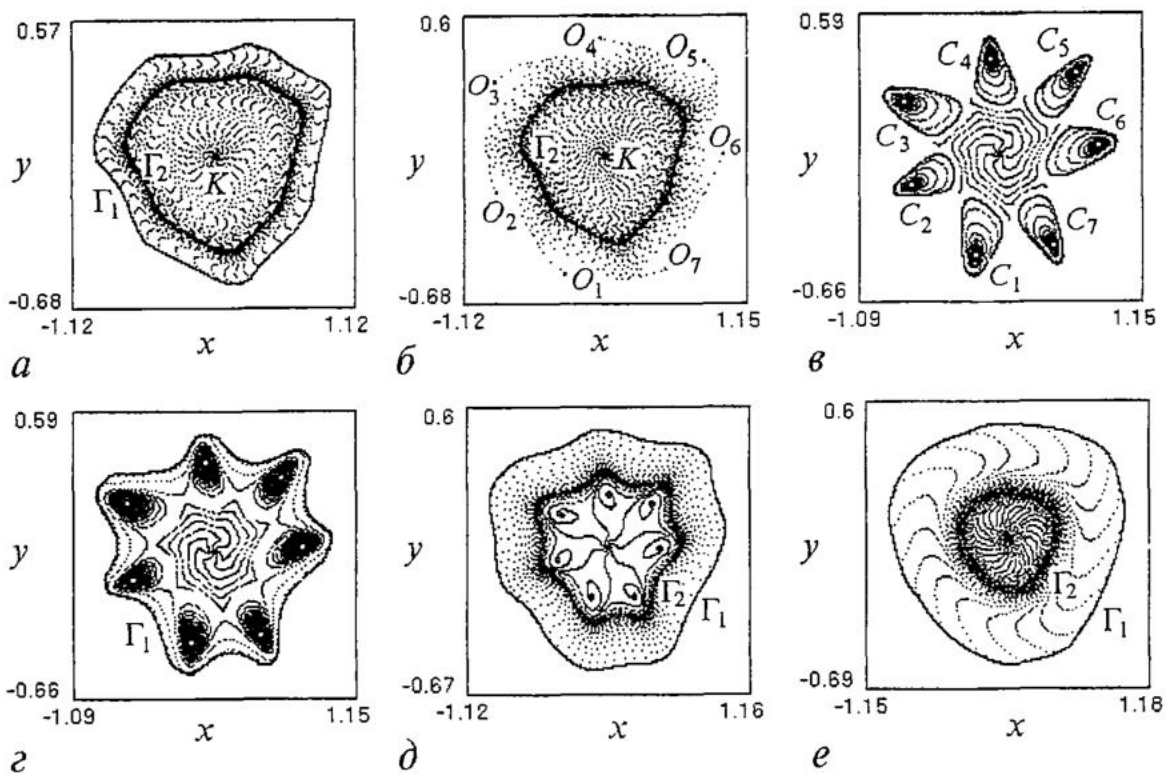 0.57
y
Γ₁
Γ₂
K
-0.68
-1.12
1.12
x
а
0.6
y
O₄
O₅
O₃
O₆
Γ₂
K
O₂
O₇
O₁
-0.68
-1.12
1.15
x
б
0.59
y
C₄
C₅
C₃
C₆
C₂
C₇
C₁
-0.66
-1.09
1.15
x
в
0.59
y
Γ₁
-0.66
-1.09
1.15
x
г
0.6
y
Γ₂
Γ₁
-0.67
-1.12
1.16
x
д
0.6
y
Γ₂
Γ₁
-0.69
-1.15
1.18
x
е